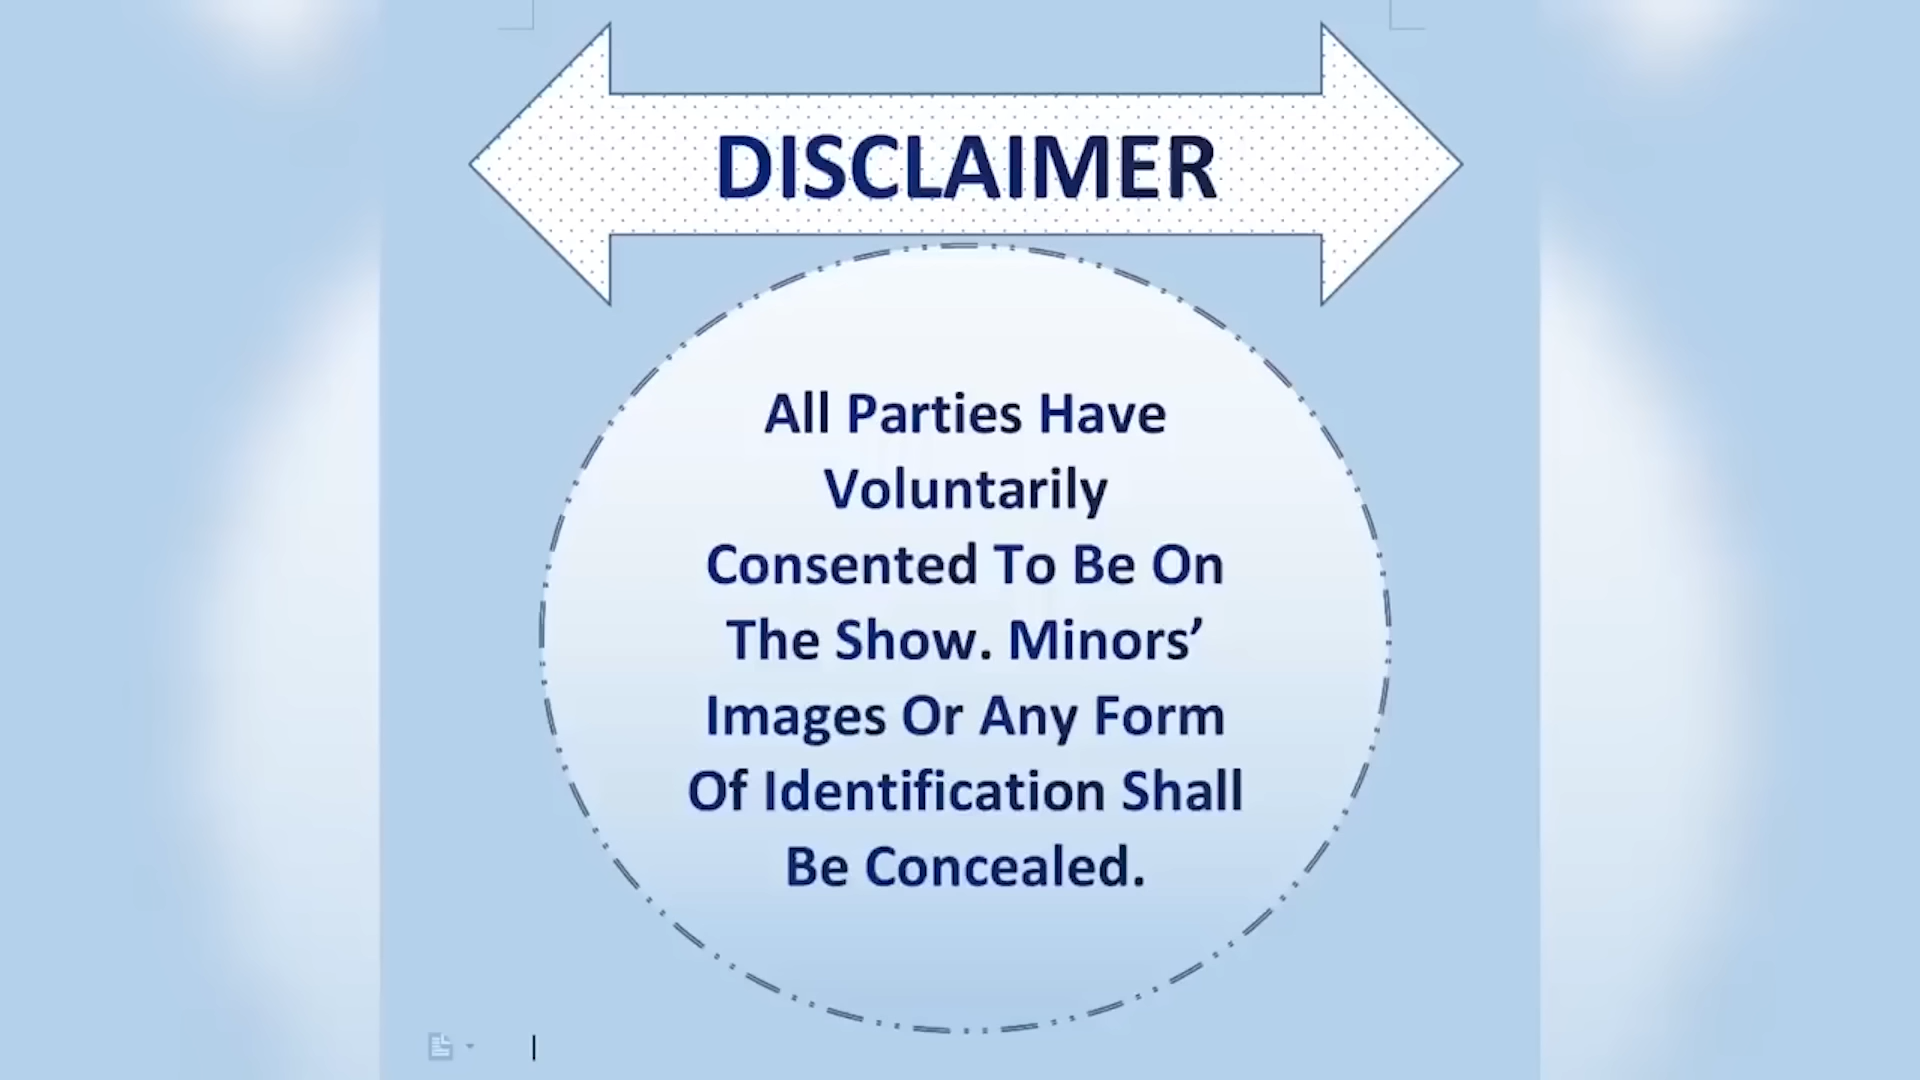 DISCLAIMER
All Parties Have
Voluntarily
Consented To Be On
The Show. Minors’
Images Or Any Form
Of Identification Shall
Be Concealed.